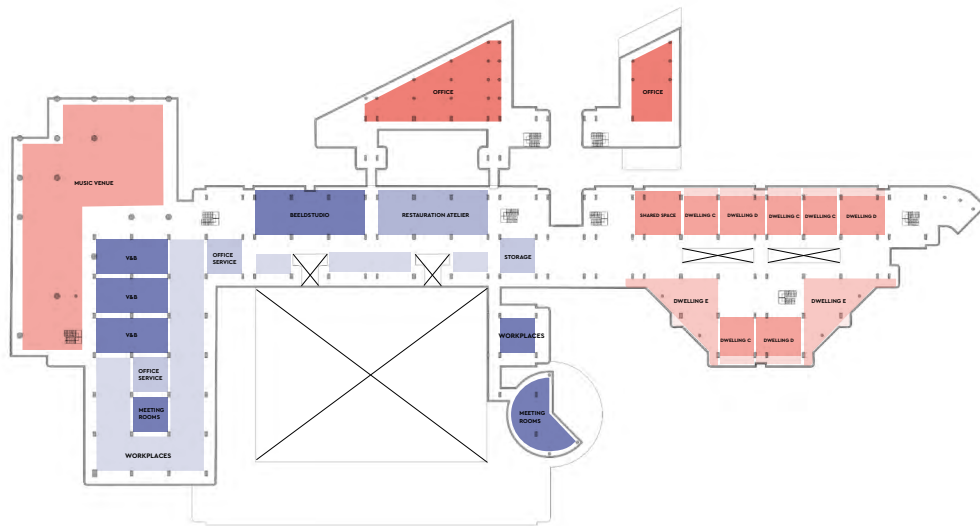 OFFICE
OFFICE
MUSIC VENUE
BEELDSTUDIO
RESTAURATION ATELIER
SHARED SPACE
DWELLING C
DWELLING D
DWELLING C
DWELLING C
DWELLING D
V&B
OFFICE
SERVICE
STORAGE
V&B
DWELLING E
DWELLING E
V&B
WORKPLACES
DWELLING C
DWELLING D
OFFICE
SERVICE
MEETING
ROOMS
MEETING
ROOMS
WORKPLACES